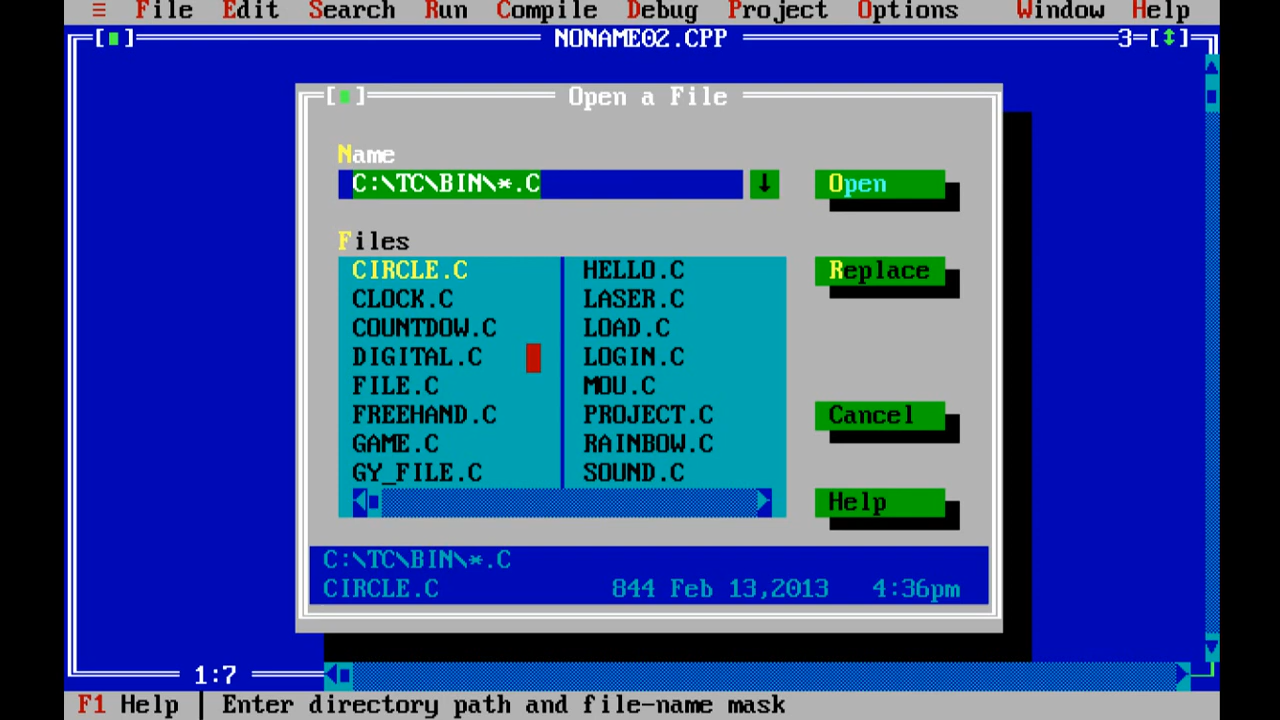 ≡ File Edit Search Run Compile Debug Project Options Window Help
[■] NONAME02.CPP 3=[↕]
[■] Open a File
Name
C:\TC\BIN\*.C ↓ Open
Files
CIRCLE.C HELLO.C Replace
CLOCK.C LASER.C
COUNTDOW.C LOAD.C
DIGITAL.C LOGIN.C
FILE.C MOU.C
FREEHAND.C PROJECT.C Cancel
GAME.C RAINBOW.C
GY_FILE.C SOUND.C
Help
C:\TC\BIN\*.C
CIRCLE.C 844 Feb 13,2013 4:36pm
1:7
F1 Help │ Enter directory path and file-name mask